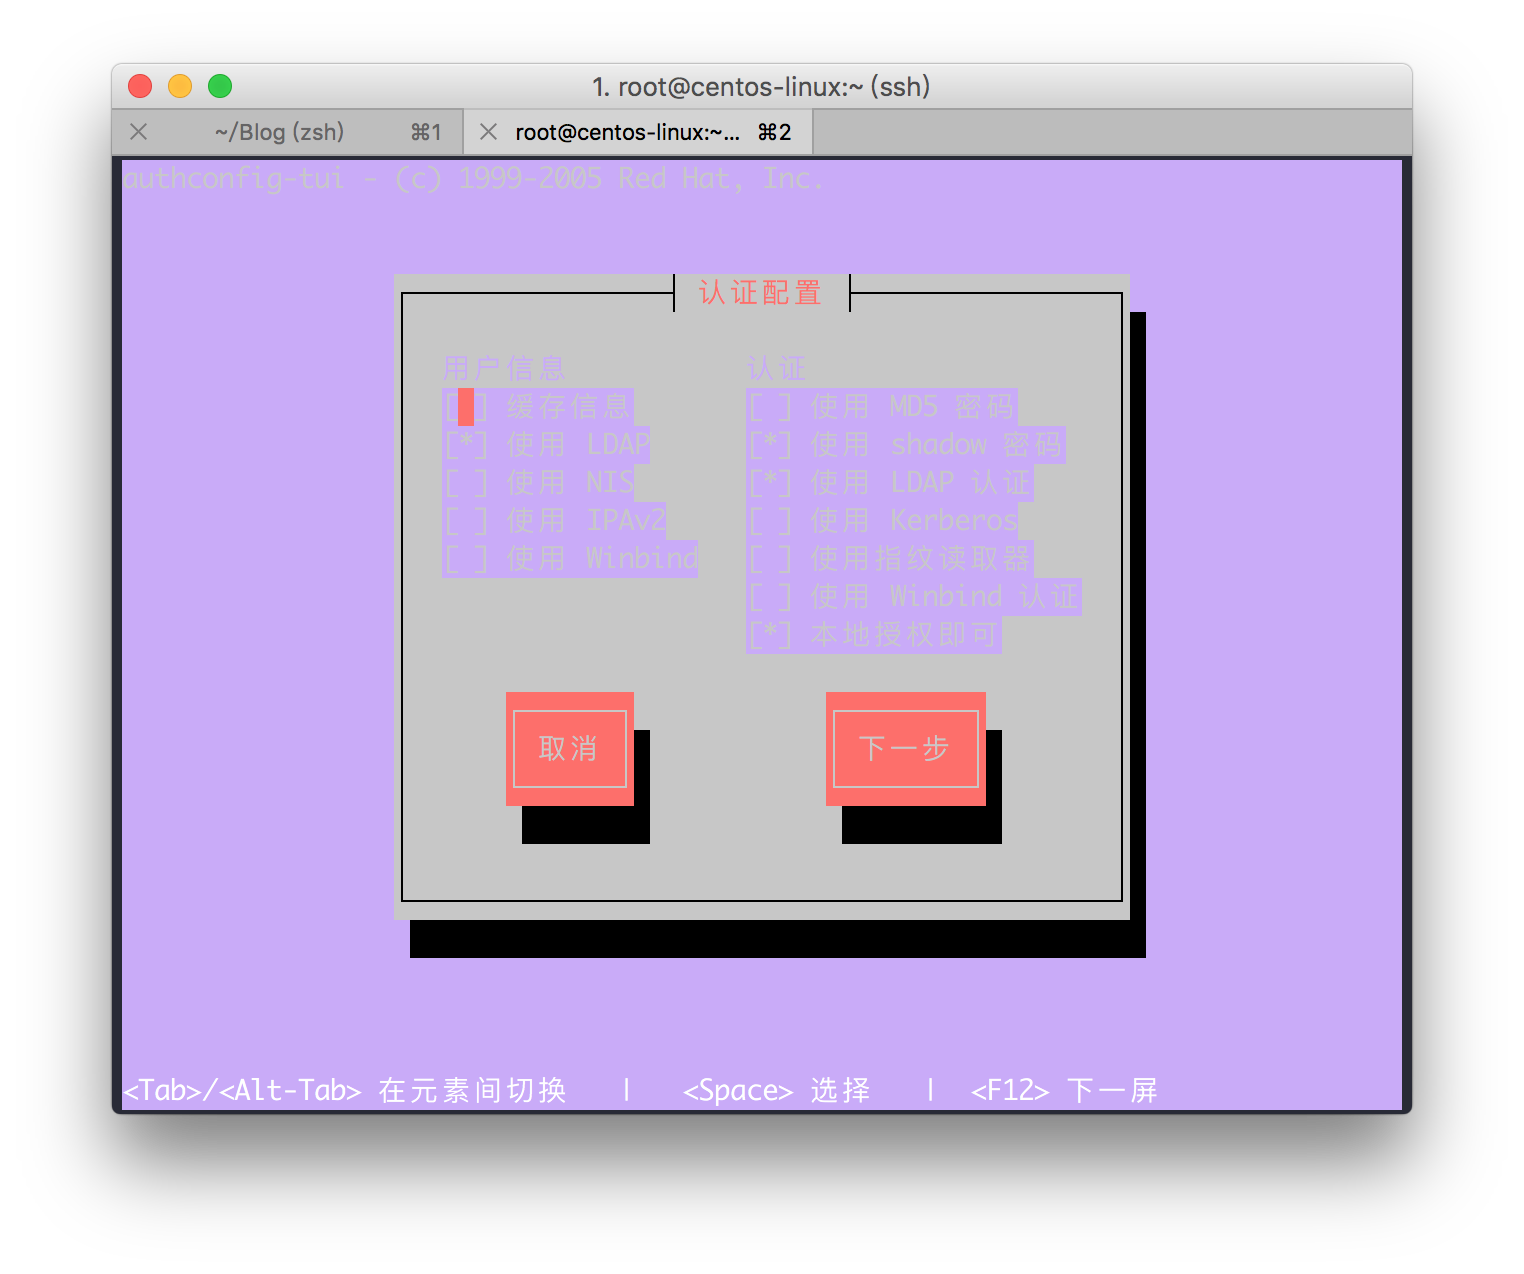 1. root@centos-linux:~ (ssh)
~/Blog (zsh) ⌘1 root@centos-linux:~... ⌘2
authconfig-tui - (c) 1999-2005 Red Hat, Inc.
认证配置
用户信息
[ ] 缓存信息
[*] 使用 LDAP
[ ] 使用 NIS
[ ] 使用 IPAv2
[ ] 使用 Winbind
认证
[ ] 使用 MD5 密码
[*] 使用 shadow 密码
[*] 使用 LDAP 认证
[ ] 使用 Kerberos
[ ] 使用指纹读取器
[ ] 使用 Winbind 认证
[*] 本地授权即可
取消
下一步
<Tab>/<Alt-Tab> 在元素间切换 | <Space> 选择 | <F12> 下一屏